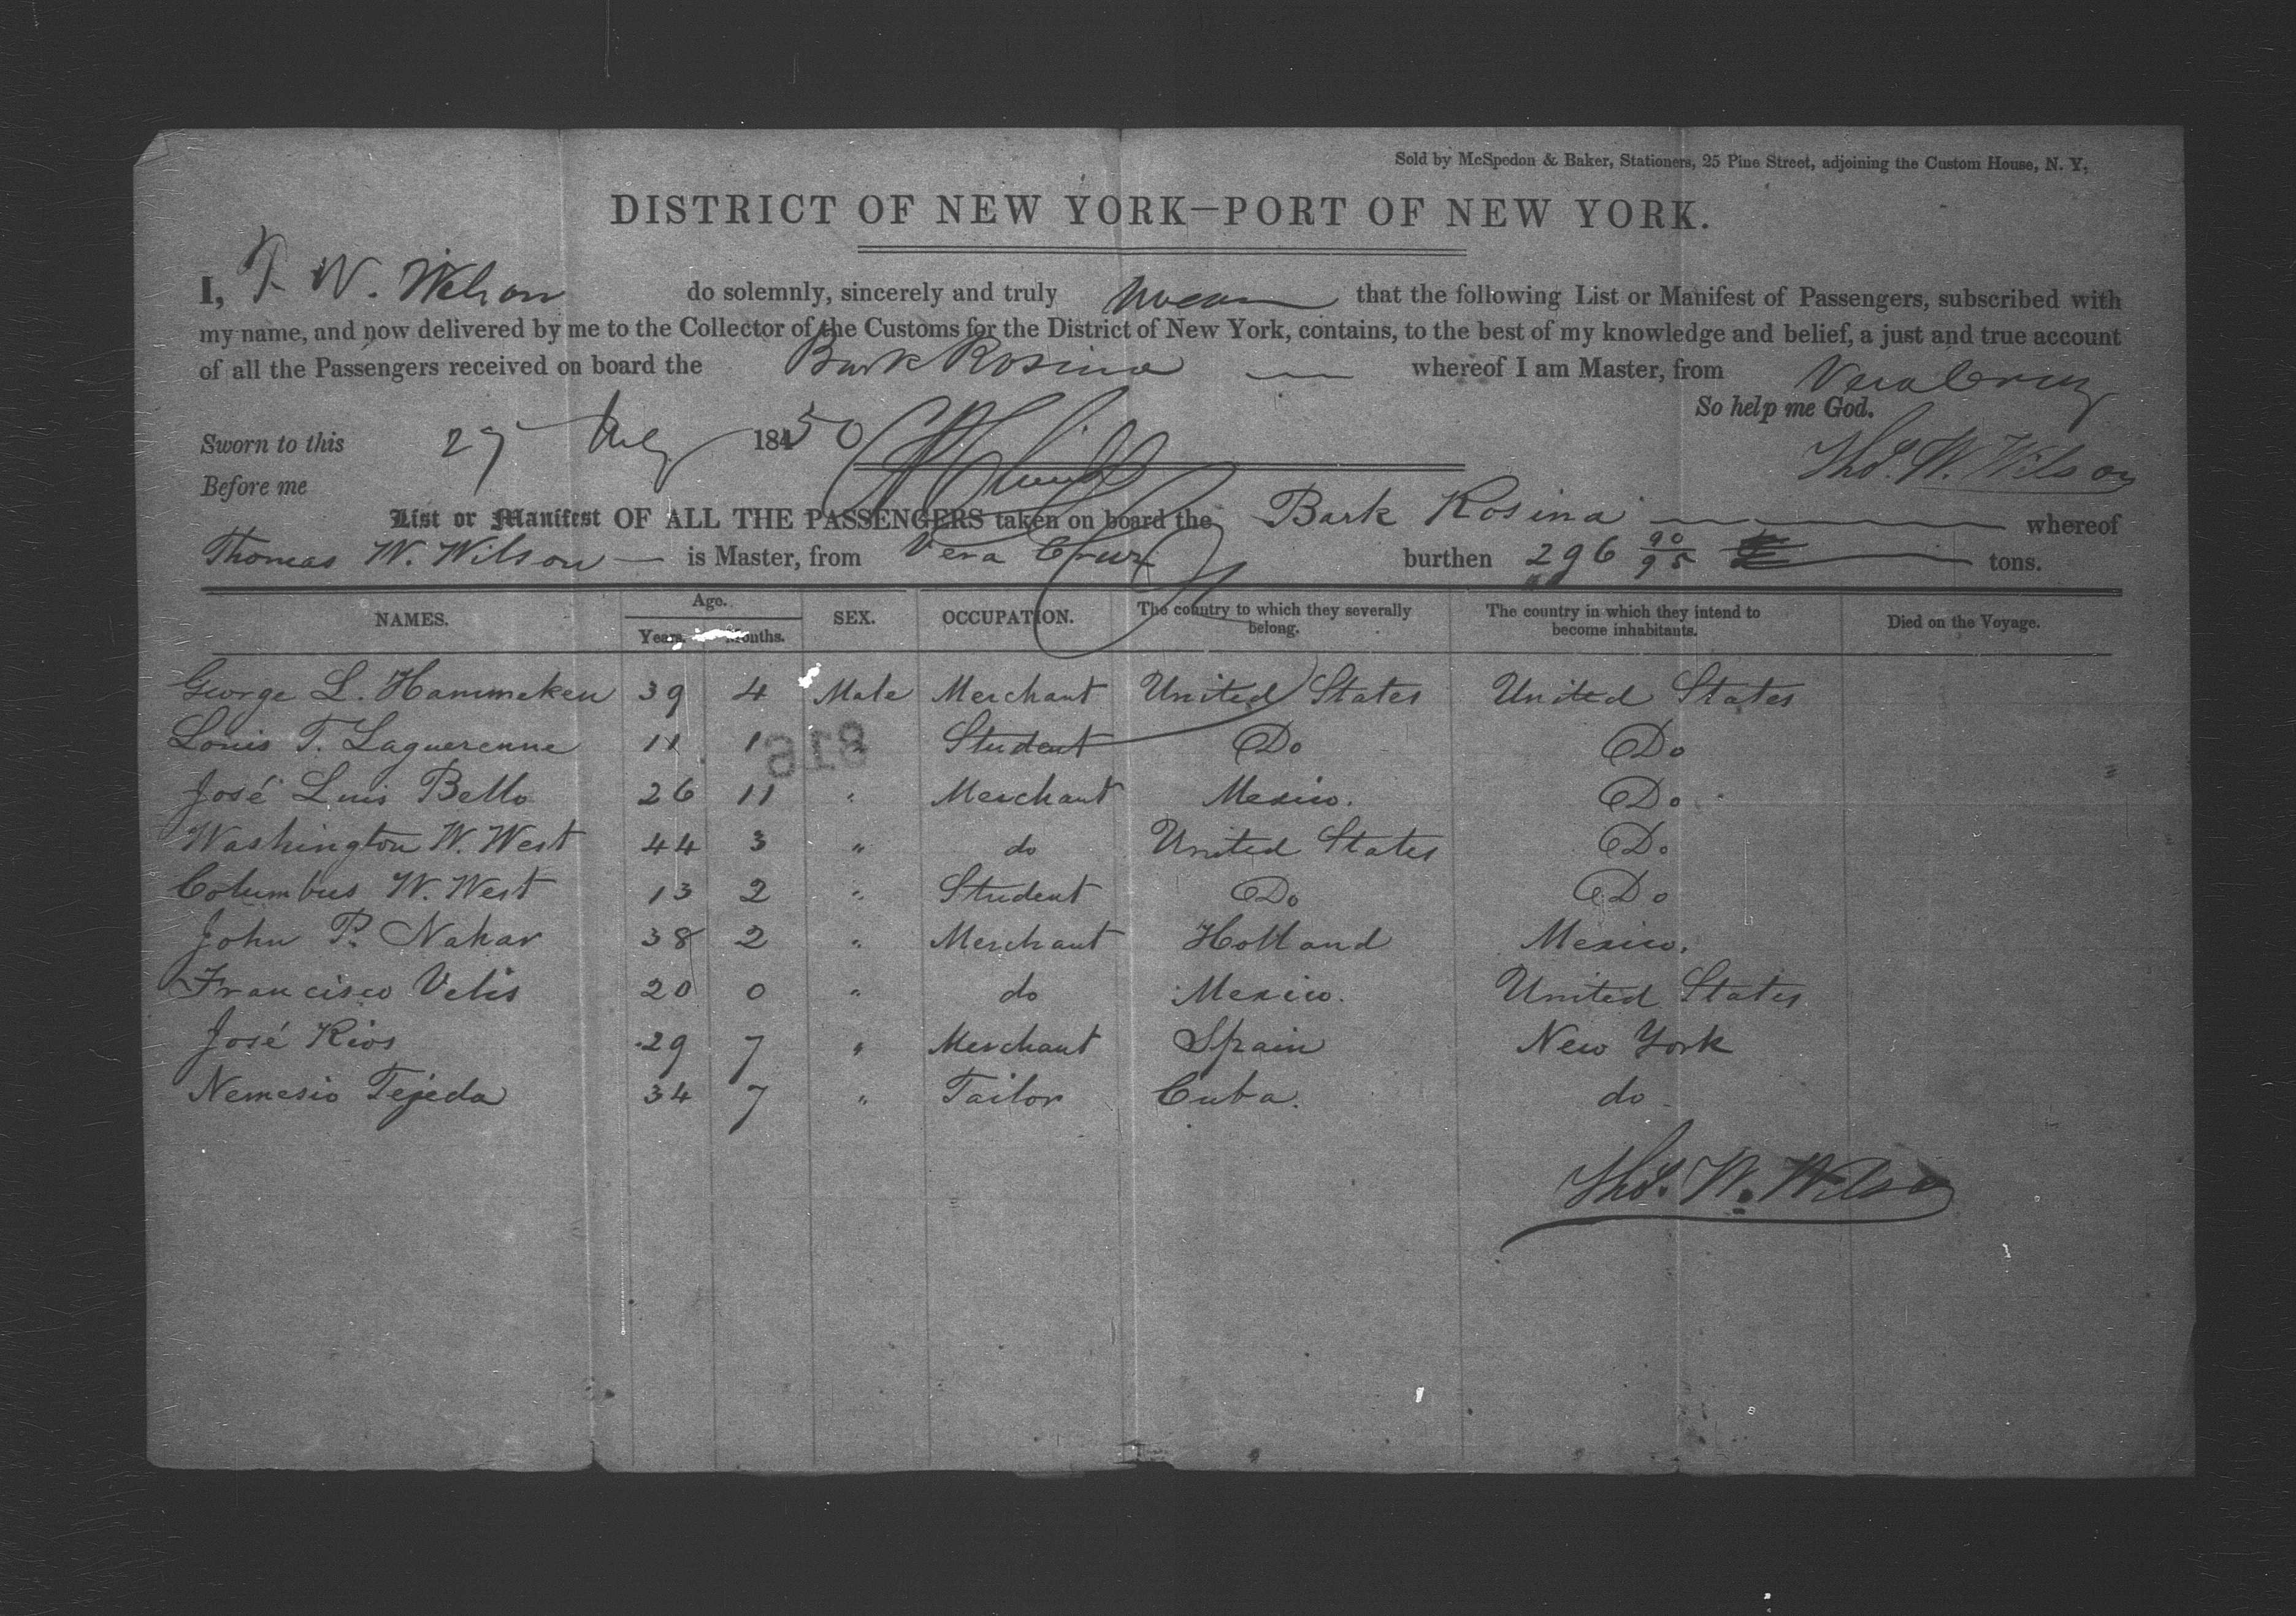 Sold by McSpedon & Baker, Stationers, 25 Pine Street, adjoining the Custom House, N. Y,
DISTRICT OF NEW YORK—PORT OF NEW YORK.
I, T. W. Wilson do solemnly, sincerely and truly swear that the following List or Manifest of Passengers, subscribed with
my name, and now delivered by me to the Collector of the Customs for the District of New York, contains, to the best of my knowledge and belief, a just and true account
of all the Passengers received on board the Bark Rosina whereof I am Master, from Vera Cruz
So help me God.
Sworn to this 29 1850 Thos. W. Wilson
Before me
List or Manifest OF ALL THE PASSENGERS taken on board the Bark Rosina whereof
Thomas W. Wilson is Master, from Vera Cruz burthen 296 90/95 tons.
NAMES. Age. Years. Months. SEX. OCCUPATION. The country to which they severally belong. The country in which they intend to become inhabitants. Died on the Voyage.
George L. Hammeken 39 4 Male Merchant United States United States
Louis T. Laguerenne 11 1 " Student Do Do
816
José Luis Bello 26 11 " Merchant Mexico. Do
Washington W. West 44 3 " do United States Do
Columbus W. West 13 2 " Student Do Do
John P. Nahar 38 2 " Merchant Holland Mexico.
Francisco Velis 20 0 " do Mexico. United States
José Rios 29 7 " Merchant Spain New York
Nemesio Tejeda 34 7 " Tailor Cuba. do
Thos. W. Wilson